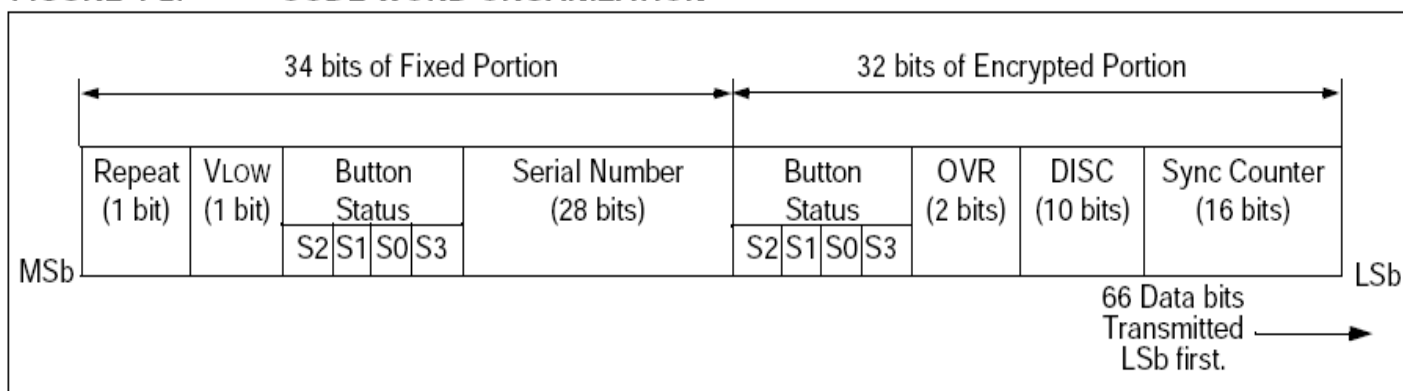 34 bits of Fixed Portion
32 bits of Encrypted Portion
Repeat
(1 bit)
VLOW
(1 bit)
Button
Status
S2 S1 S0 S3
Serial Number
(28 bits)
Button
Status
S2 S1 S0 S3
OVR
(2 bits)
DISC
(10 bits)
Sync Counter
(16 bits)
MSb
LSb
66 Data bits
Transmitted
LSb first.